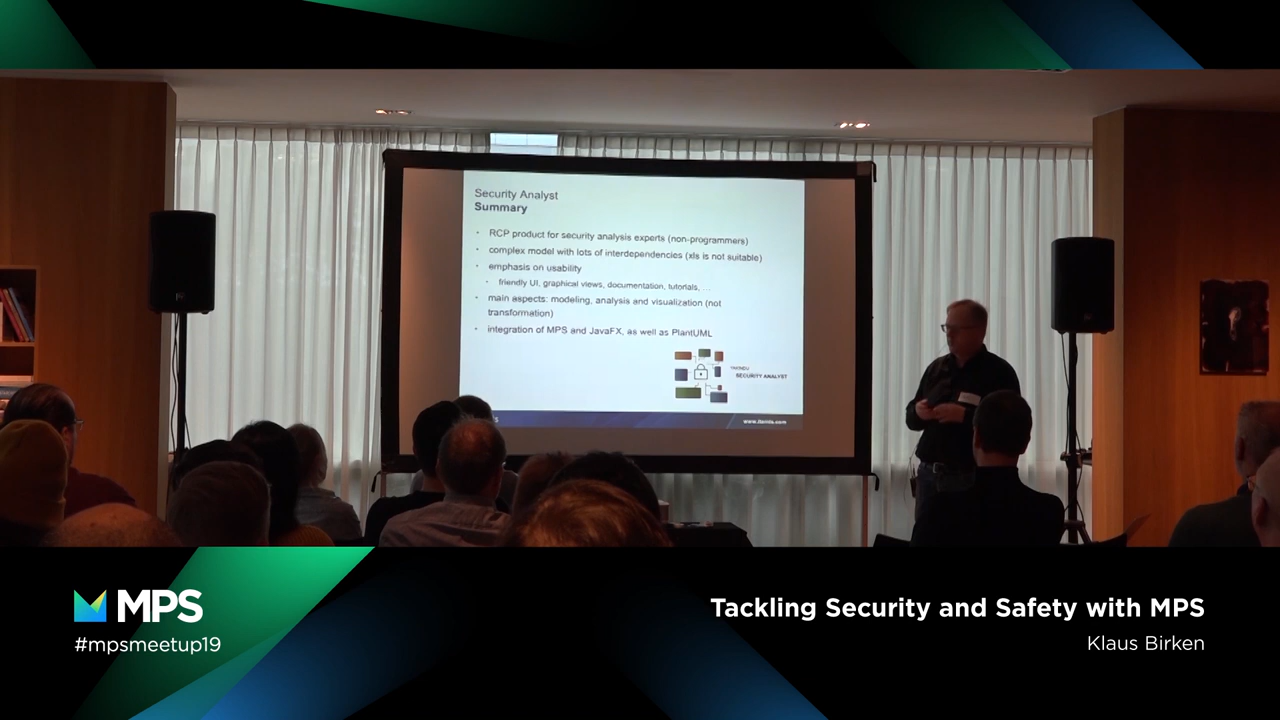 Security Analyst
Summary
• RCP product for security analysis experts (non-programmers)
• complex model with lots of interdependencies (xls is not suitable)
• emphasis on usability
• friendly UI, graphical views, documentation, tutorials, ...
• main aspects: modeling, analysis and visualization (not
transformation)
• integration of MPS and JavaFX, as well as PlantUML
YAKINDU
SECURITY ANALYST
www.itemis.com
MPS
#mpsmeetup19
Tackling Security and Safety with MPS
Klaus Birken